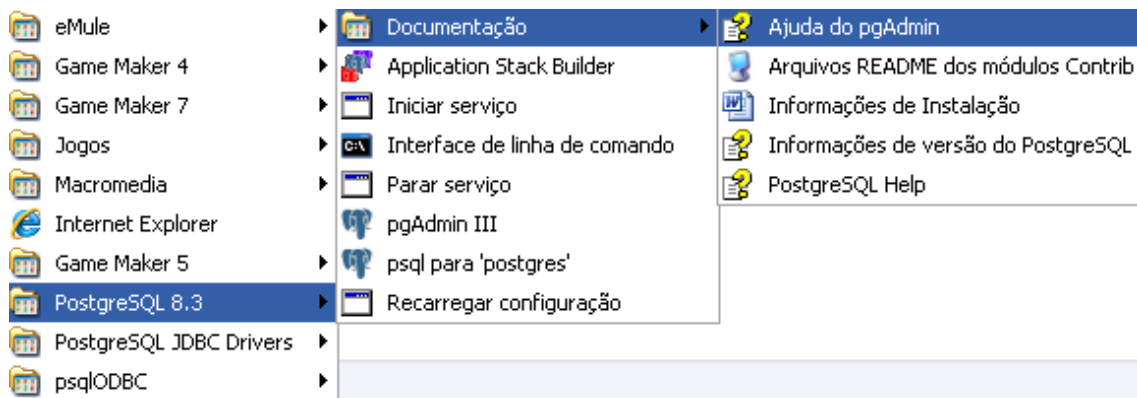 eMule
Game Maker 4
Game Maker 7
Jogos
Macromedia
Internet Explorer
Game Maker 5
PostgreSQL 8.3
PostgreSQL JDBC Drivers
psqlODBC
Documentação
Application Stack Builder
Iniciar serviço
Interface de linha de comando
Parar serviço
pgAdmin III
psql para 'postgres'
Recarregar configuração
Ajuda do pgAdmin
Arquivos README dos módulos Contrib
Informações de Instalação
Informações de versão do PostgreSQL
PostgreSQL Help